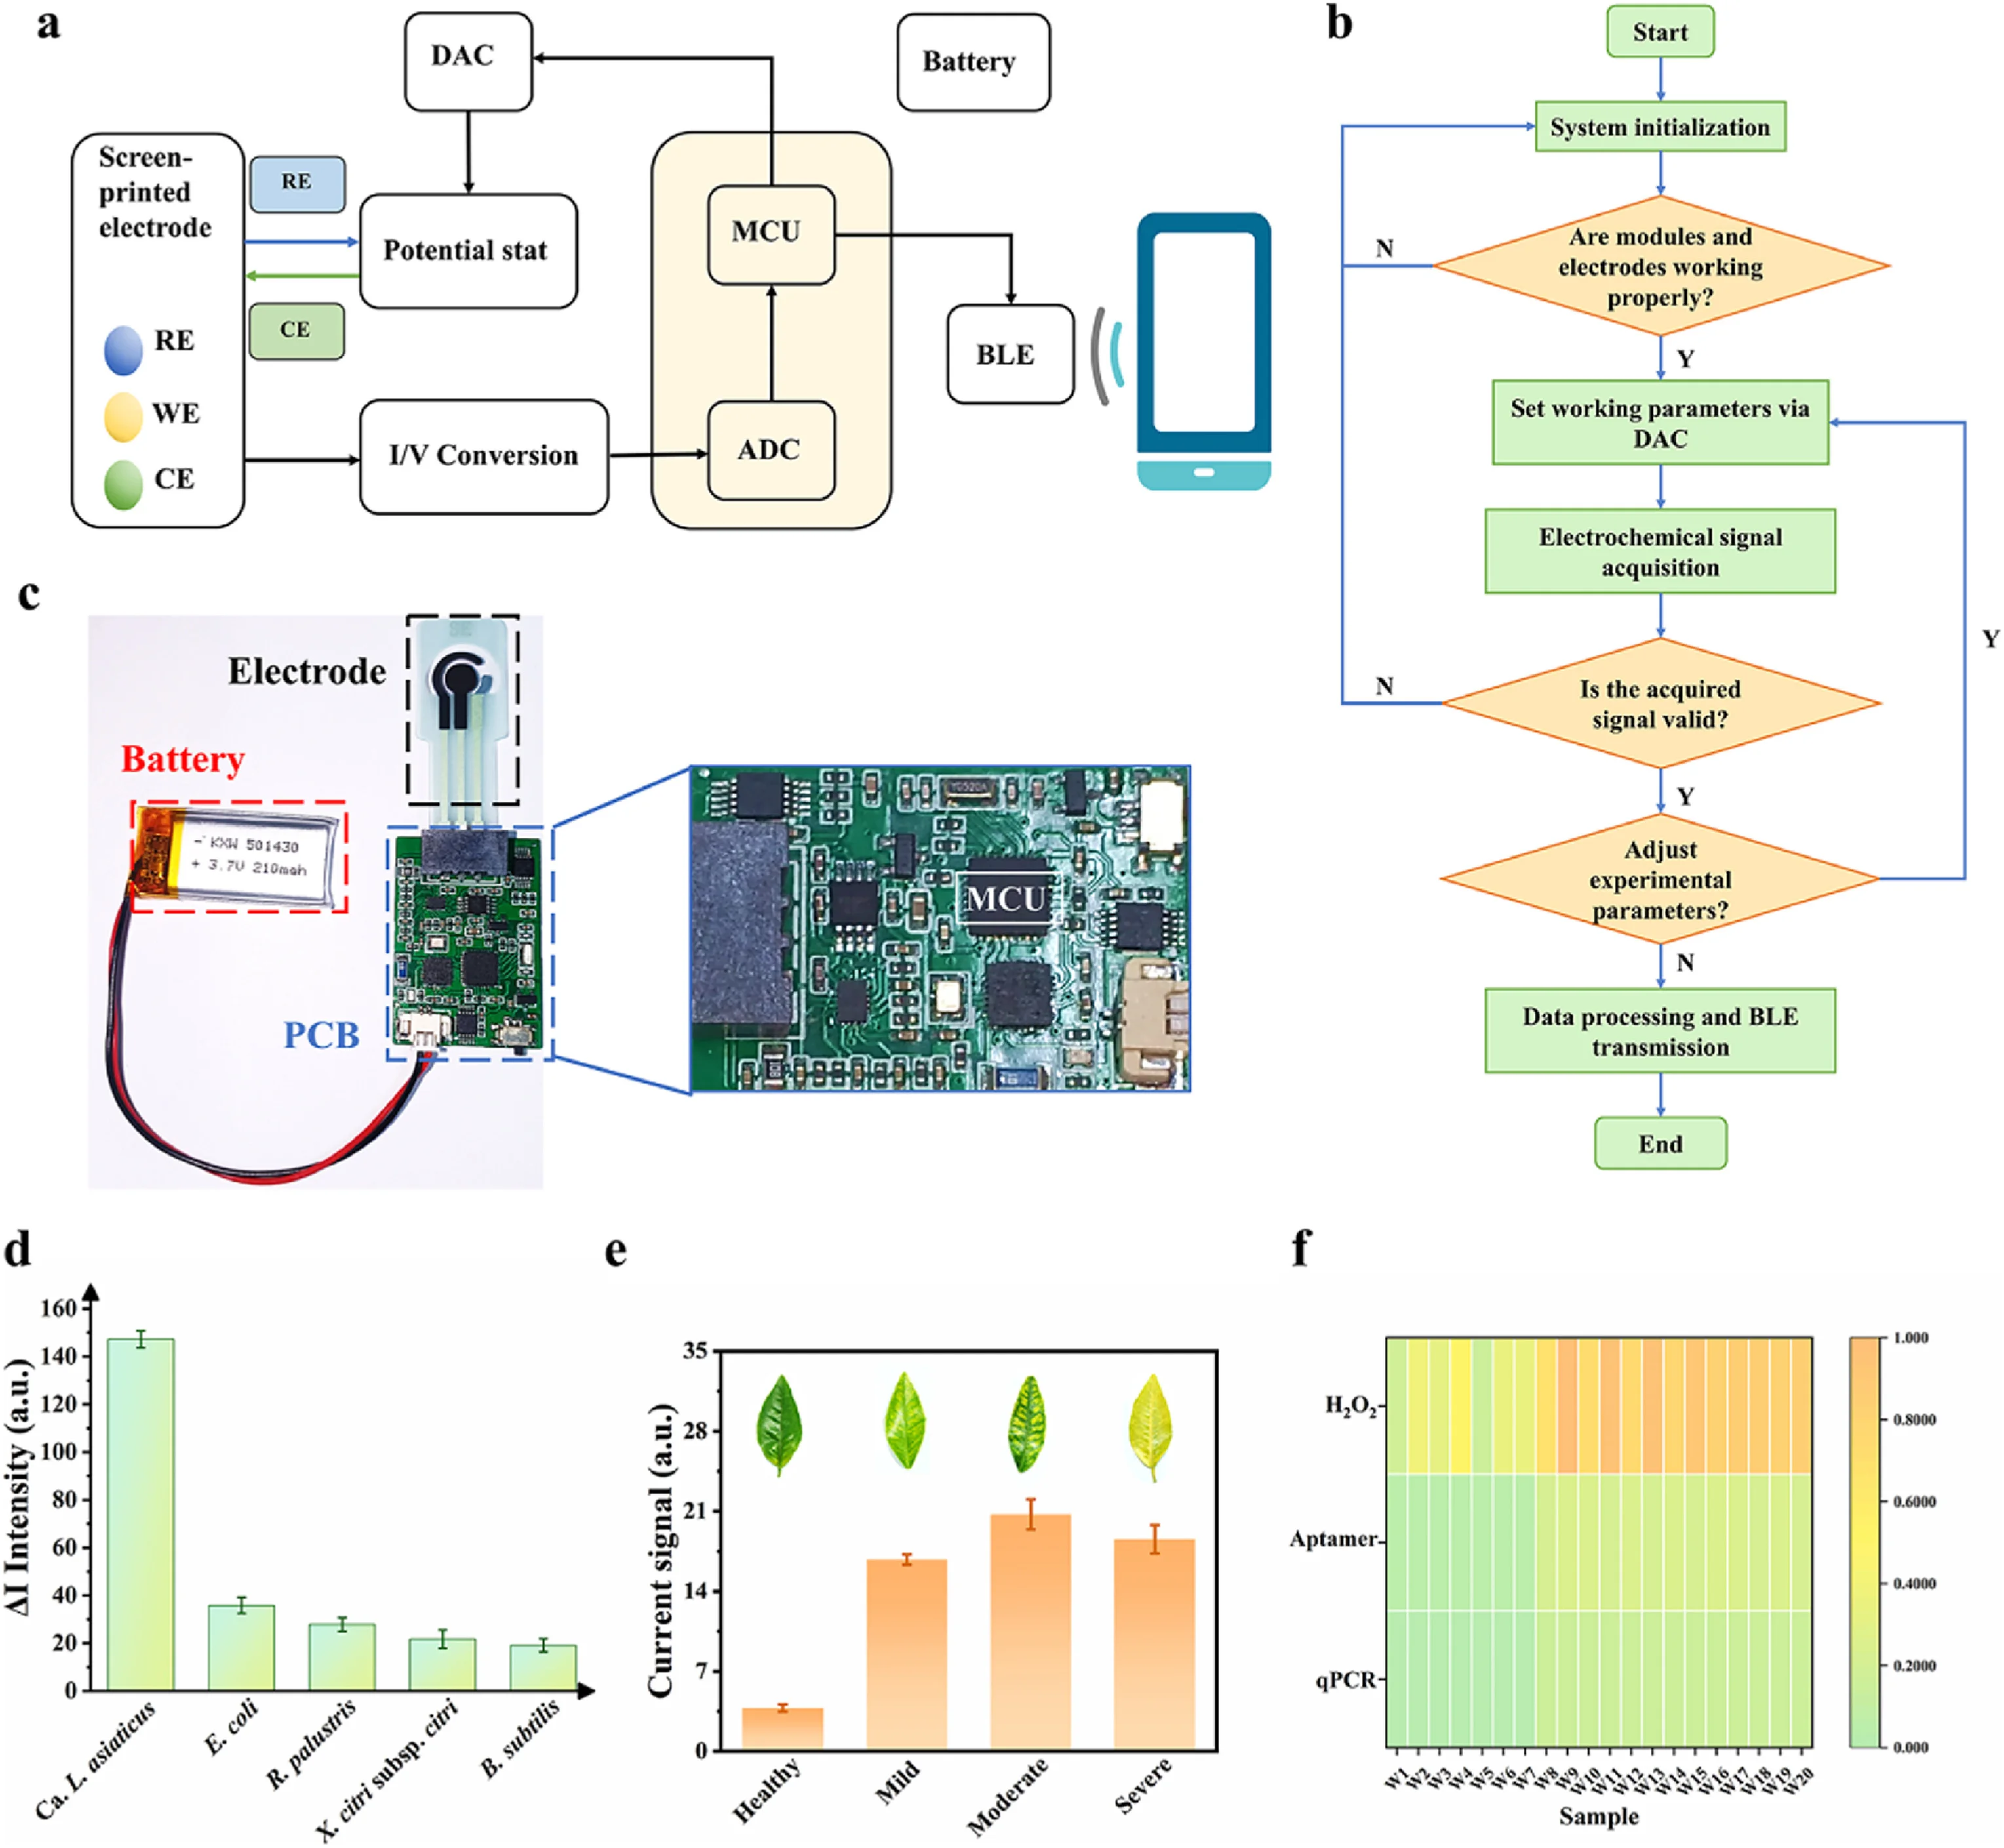 a
DAC
Battery
Screen-
printed
electrode
RE
Potential stat
CE
MCU
BLE
RE
WE
CE
I/V Conversion
ADC
b
Start
System initialization
Are modules and
electrodes working
properly?
N
Y
Set working parameters via
DAC
Electrochemical signal
acquisition
Is the acquired
signal valid?
N
Y
Y
Adjust
experimental
parameters?
N
Data processing and BLE
transmission
End
c
Electrode
Battery
- KXW 501430
+ 3.7V 210mah
PCB
MCU
d
ΔI Intensity (a.u.)
160
140
120
100
80
60
40
20
0
Ca. L. asiaticus
E. coli
R. palustris
X. citri subsp. citri
B. subtilis
e
Current signal (a.u.)
35
28
21
14
7
0
Healthy
Mild
Moderate
Severe
f
H₂O₂
Aptamer
qPCR
W1 W2 W3 W4 W5 W6 W7 W8 W9 W10 W11 W12 W13 W14 W15 W16 W17 W18 W19 W20
Sample
1.000
0.8000
0.6000
0.4000
0.2000
0.000